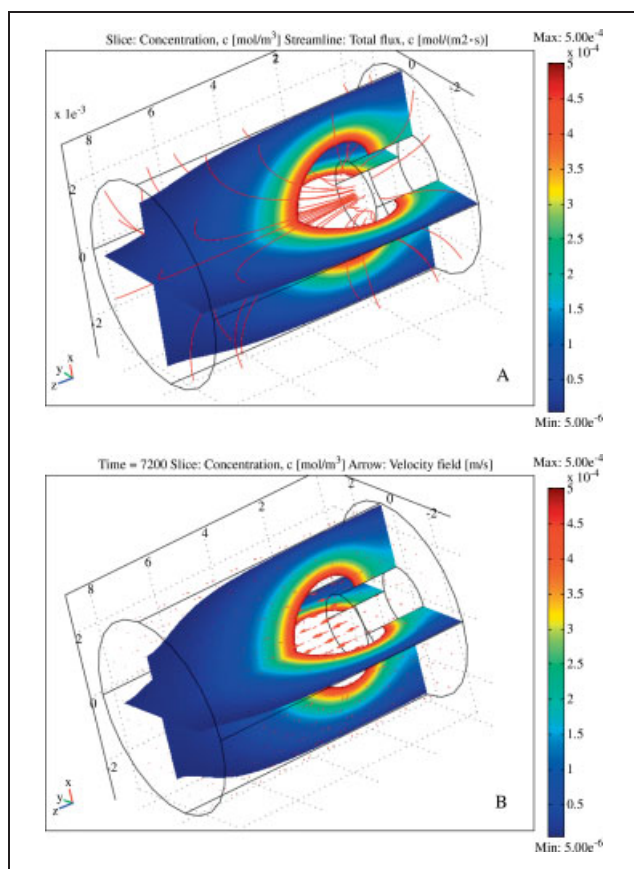 Slice: Concentration, c [mol/m³] Streamline: Total flux, c [mol/(m2·s)]
Max: 5.00e⁻⁴
x 10⁻⁴
x 1e⁻³
8
6
4
2
0
-2
2
0
-2
5
4.5
4
3.5
3
2.5
2
1.5
1
0.5
Min: 5.00e⁻⁶
y x
z
A
Time = 7200 Slice: Concentration, c [mol/m³] Arrow: Velocity field [m/s]
Max: 5.00e⁻⁴
x 10⁻⁴
8
6
4
2
2
0
-2
2
0
-2
5
4.5
4
3.5
3
2.5
2
1.5
1
0.5
Min: 5.00e⁻⁶
x
y
z
B